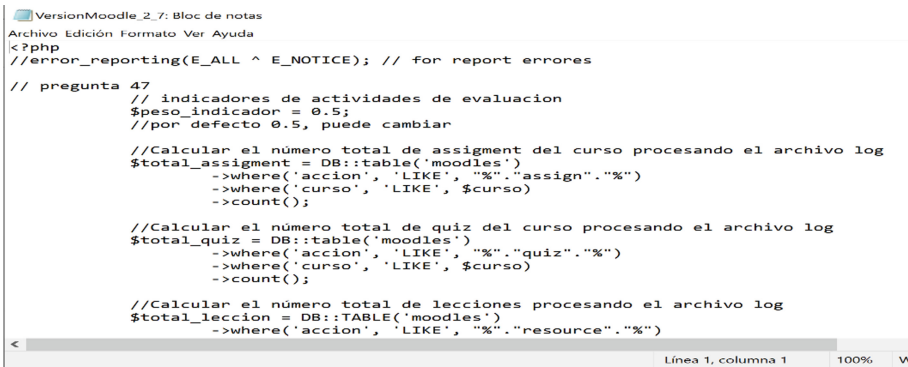 VersionMoodle_2_7: Bloc de notas
Archivo Edición Formato Ver Ayuda
<?php
//error_reporting(E_ALL ^ E_NOTICE); // for report errores
// pregunta 47
// indicadores de actividades de evaluacion
$peso_indicador = 0.5;
//por defecto 0.5, puede cambiar
//Calcular el número total de assigment del curso procesando el archivo log
$total_assigment = DB::table('moodles')
->where('accion', 'LIKE', "%"."assign"."%")
->where('curso', 'LIKE', $curso)
->count();
//Calcular el número total de quiz del curso procesando el archivo log
$total_quiz = DB::table('moodles')
->where('accion', 'LIKE', "%"."quiz"."%")
->where('curso', 'LIKE', $curso)
->count();
//Calcular el número total de lecciones procesando el archivo log
$total_leccion = DB::TABLE('moodles')
->where('accion', 'LIKE', "%"."resource"."%")
Línea 1, columna 1 100% W